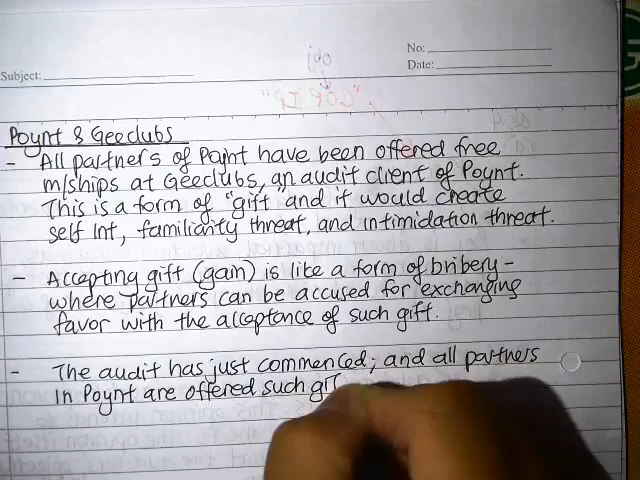 No:
Date:
Subject:
Poynt & Geeclubs
- All partners of Poynt have been offered free
m/ships at Geeclubs, an audit client of Poynt.
This is a form of "gift" and it would create
self Int, familiarity threat, and intimidation threat.
- Accepting gift (gain) is like a form of bribery -
where partners can be accused for exchanging
favor with the acceptance of such gift.
- The audit has just commenced; and all partners
in Poynt are offered such gif